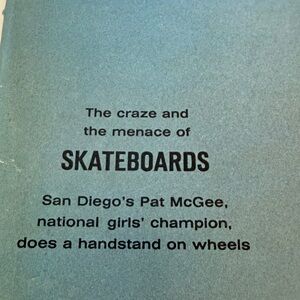 The craze and
the menace of
SKATEBOARDS
San Diego's Pat McGee,
national girls' champion,
does a handstand on wheels